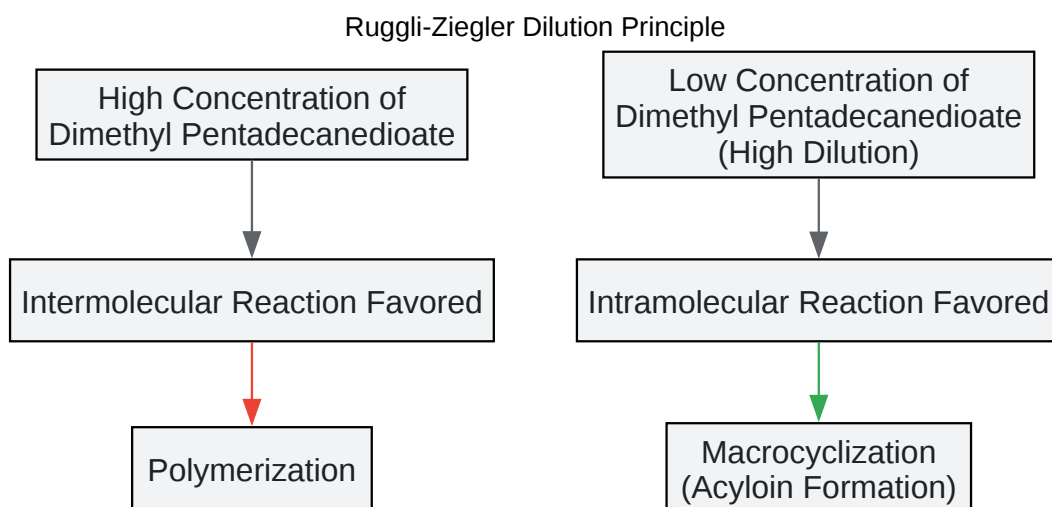 Ruggli-Ziegler Dilution Principle
High Concentration of
Dimethyl Pentadecanedioate
Intermolecular Reaction Favored
Polymerization
Low Concentration of
Dimethyl Pentadecanedioate
(High Dilution)
Intramolecular Reaction Favored
Macrocyclization
(Acyloin Formation)